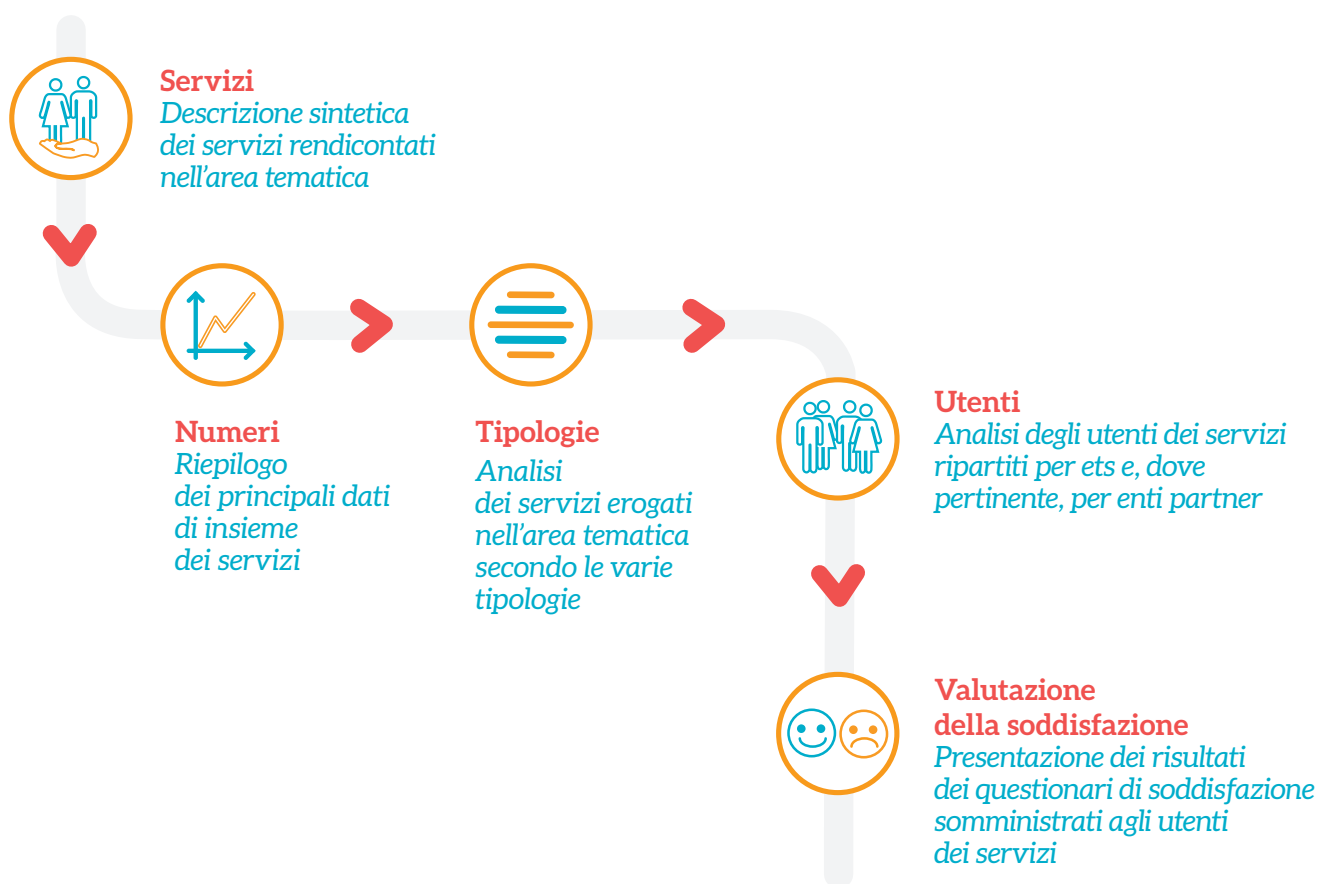 Servizi
Descrizione sintetica
dei servizi rendicontati
nell'area tematica
Numeri
Riepilogo
dei principali dati
di insieme
dei servizi
Tipologie
Analisi
dei servizi erogati
nell'area tematica
secondo le varie
tipologie
Utenti
Analisi degli utenti dei servizi
ripartiti per ets e, dove
pertinente, per enti partner
Valutazione
della soddisfazione
Presentazione dei risultati
dei questionari di soddisfazione
somministrati agli utenti
dei servizi